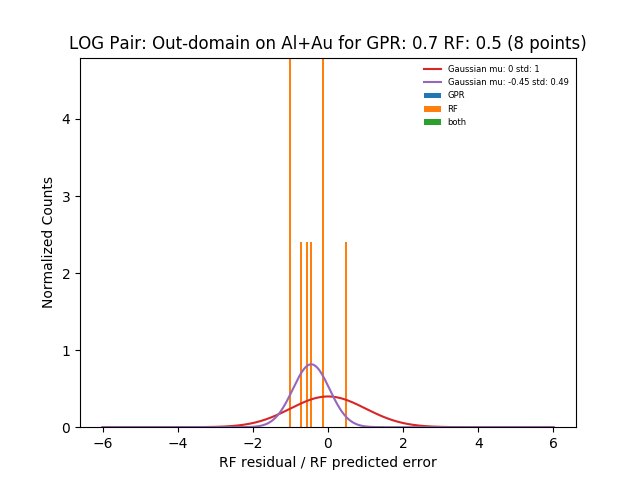 LOG Pair: Out-domain on Al+Au for GPR: 0.7 RF: 0.5 (8 points)
Gaussian mu: 0 std: 1
Gaussian mu: -0.45 std: 0.49
GPR
RF
both
Normalized Counts
4
3
2
1
0
−6
−4
−2
0
2
4
6
RF residual / RF predicted error